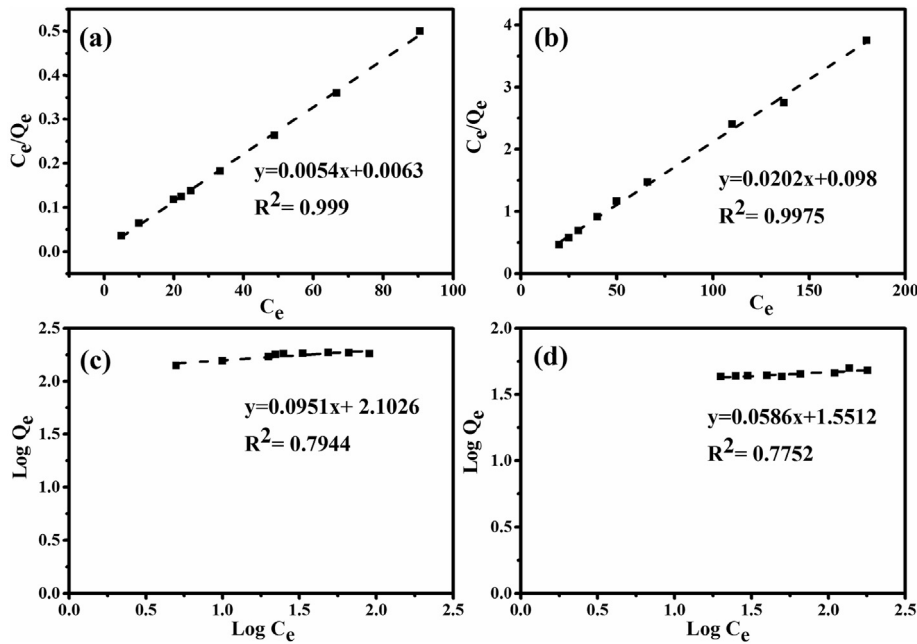 (a)
0.5
0.4
0.3
0.2
0.1
0.0
Ce/Qe
y=0.0054x+0.0063
R2= 0.999
0 20 40 60 80 100
Ce
(b)
4
3
2
1
0
Ce/Qe
y=0.0202x+0.098
R2= 0.9975
0 50 100 150 200
Ce
(c)
2.5
2.0
1.5
1.0
0.5
0.0
Log Qe
y=0.0951x+ 2.1026
R2= 0.7944
0.0 0.5 1.0 1.5 2.0 2.5
Log Ce
(d)
2.0
1.5
1.0
0.5
0.0
Log Qe
y=0.0586x+1.5512
R2= 0.7752
0.0 0.5 1.0 1.5 2.0 2.5
Log Ce